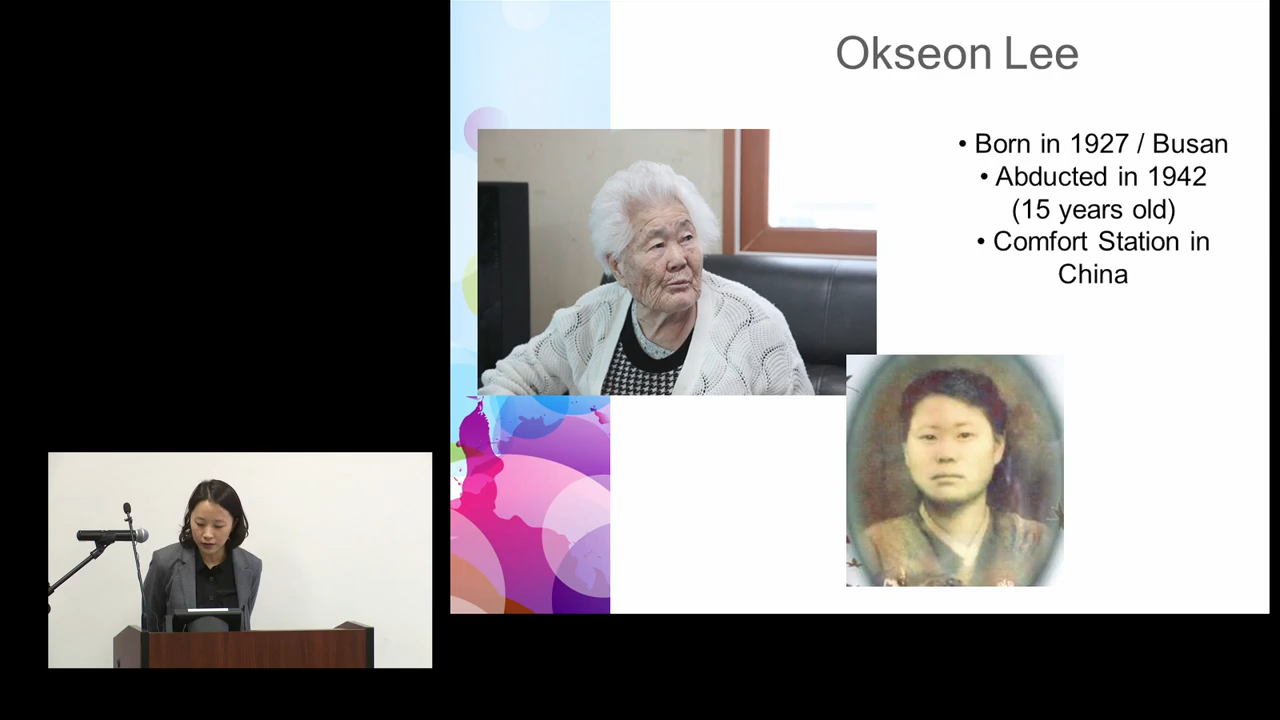 Okseon Lee
• Born in 1927 / Busan
• Abducted in 1942
(15 years old)
• Comfort Station in
China